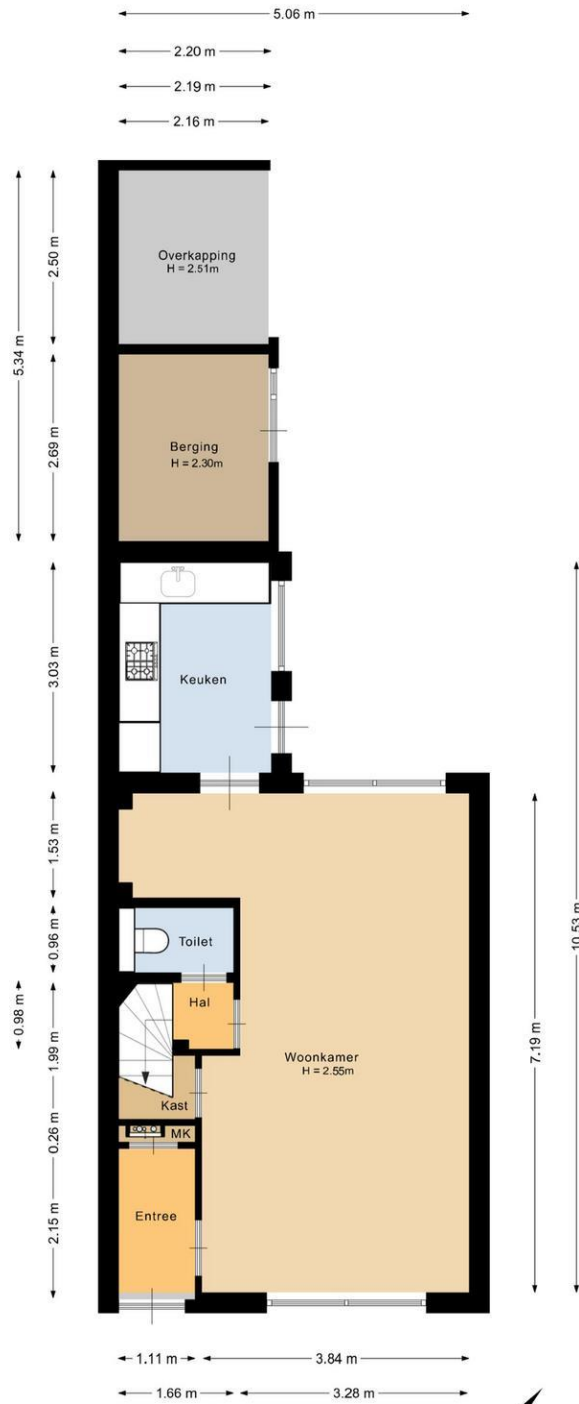 5.06 m
2.20 m
2.19 m
2.16 m
2.50 m
5.34 m
Overkapping
H = 2.51m
2.69 m
Berging
H = 2.30m
3.03 m
Keuken
1.53 m
0.96 m
Toilet
10.53 m
0.98 m
Hal
1.99 m
7.19 m
Woonkamer
H = 2.55m
Kast
0.26 m
MK
2.15 m
Entree
1.11 m
3.84 m
1.66 m
3.28 m